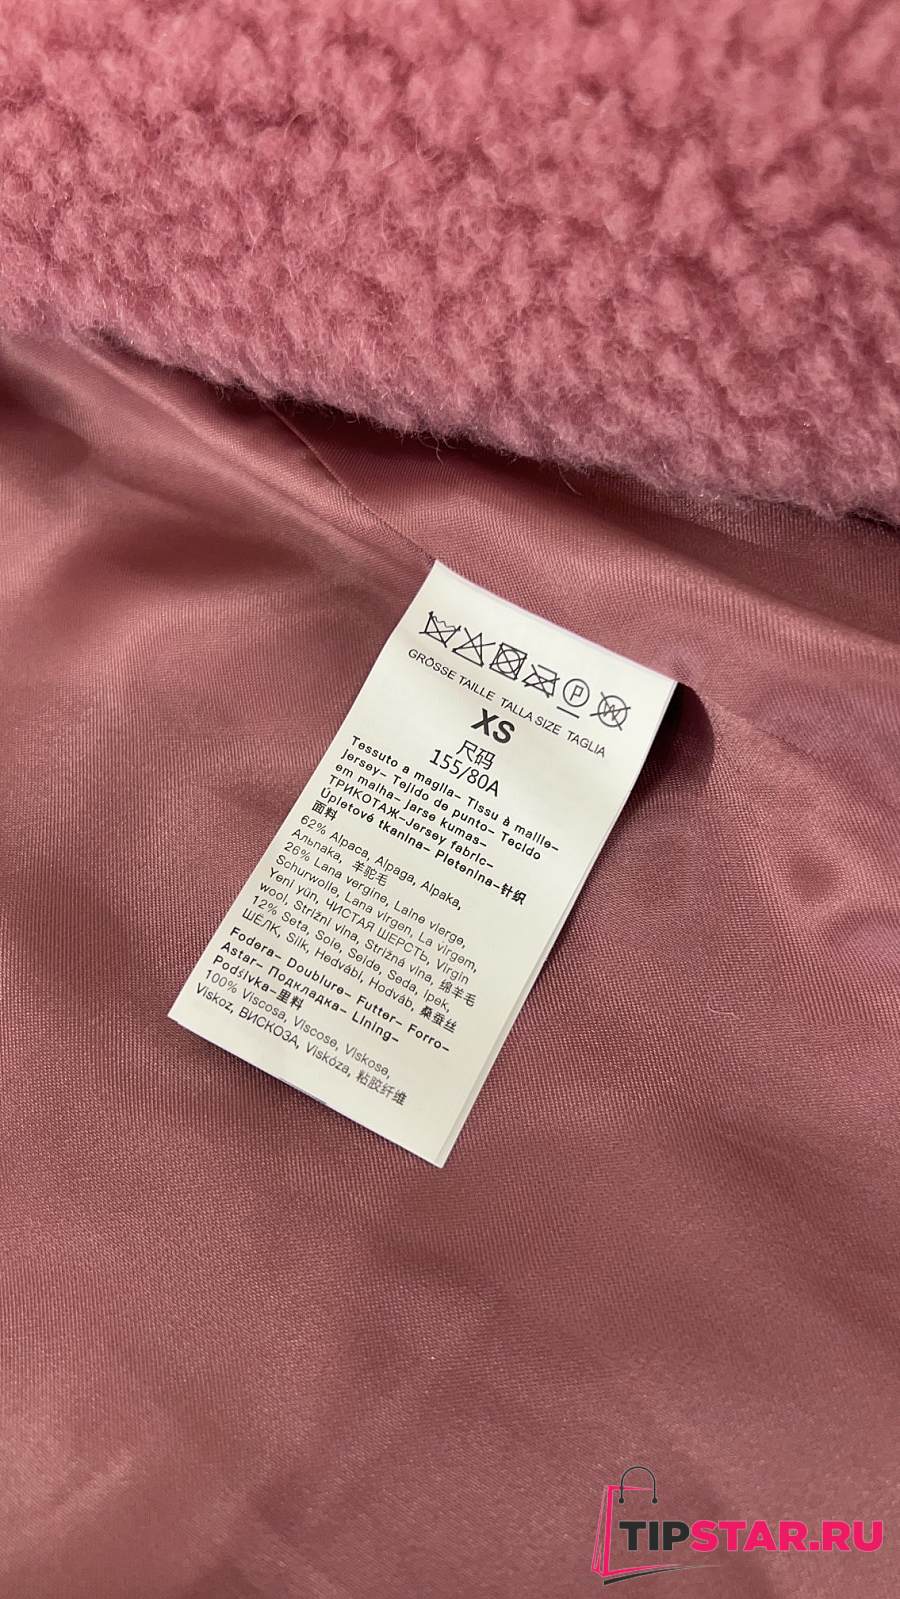 GRÖSSE TAILLE TALLA SIZE TAGLIA
XS
尺码
155/80A
Tessuto a maglia- Tissu à maille-
Jersey- Tejido de punto- Tecido
em malha- jarse kumas-
ТРИКОТАЖ-Jersey fabric-
Úpletové tkanina- Pletenina-针织
面料
62% Alpaca, Alpaga, Alpaka,
Альпака, 羊驼毛
26% Lana vergine, Laine vierge,
Schurwolle, Lana virgen, La virgem,
Yeni yün, ЧИСТАЯ ШЕРСТЬ, Virgin
wool, Strižni vlna, Strižná vlna, 绵羊毛
12% Seta, Soie, Seide, Seda, ipek,
ШЁЛК, Silk, Hedvábí, Hodváb, 桑蚕丝
Fodera- Doublure- Futter- Forro-
Astar- Подкладка- Lining-
Podšívka-里料
100% Viscosa, Viscose, Viskose,
Viskoz, ВИСКОЗА, Viskóza, 粘胶纤维
P
W
TIPSTAR.RU